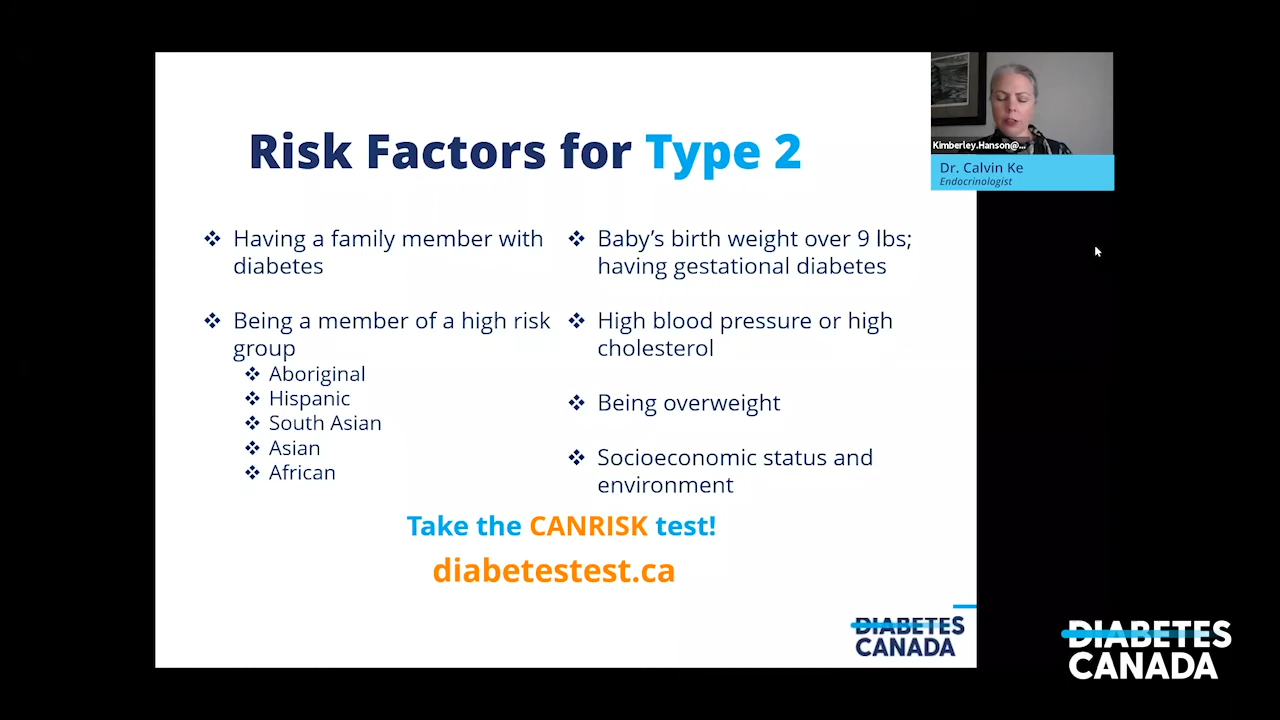 Risk Factors for Type 2
❖ Having a family member with
diabetes
❖ Being a member of a high risk
group
❖ Aboriginal
❖ Hispanic
❖ South Asian
❖ Asian
❖ African
❖ Baby’s birth weight over 9 lbs;
having gestational diabetes
❖ High blood pressure or high
cholesterol
❖ Being overweight
❖ Socioeconomic status and
environment
Take the CANRISK test!
diabetestest.ca
DIABETES
CANADA
Kimberley.Hanson@...
Dr. Calvin Ke
Endocrinologist
DIABETES
CANADA